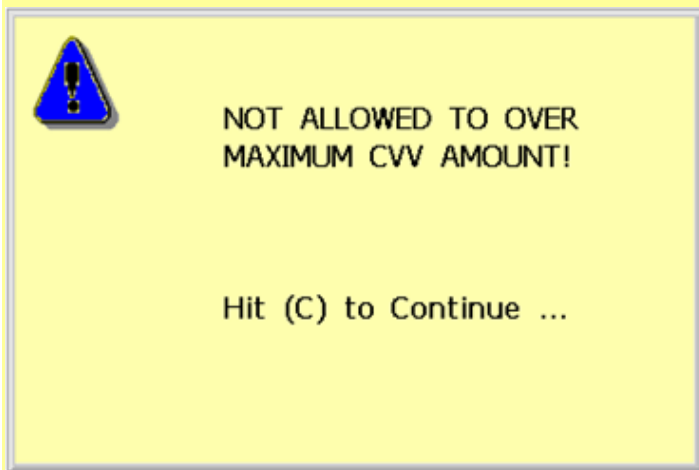 NOT ALLOWED TO OVER
MAXIMUM CVV AMOUNT!
Hit (C) to Continue ...